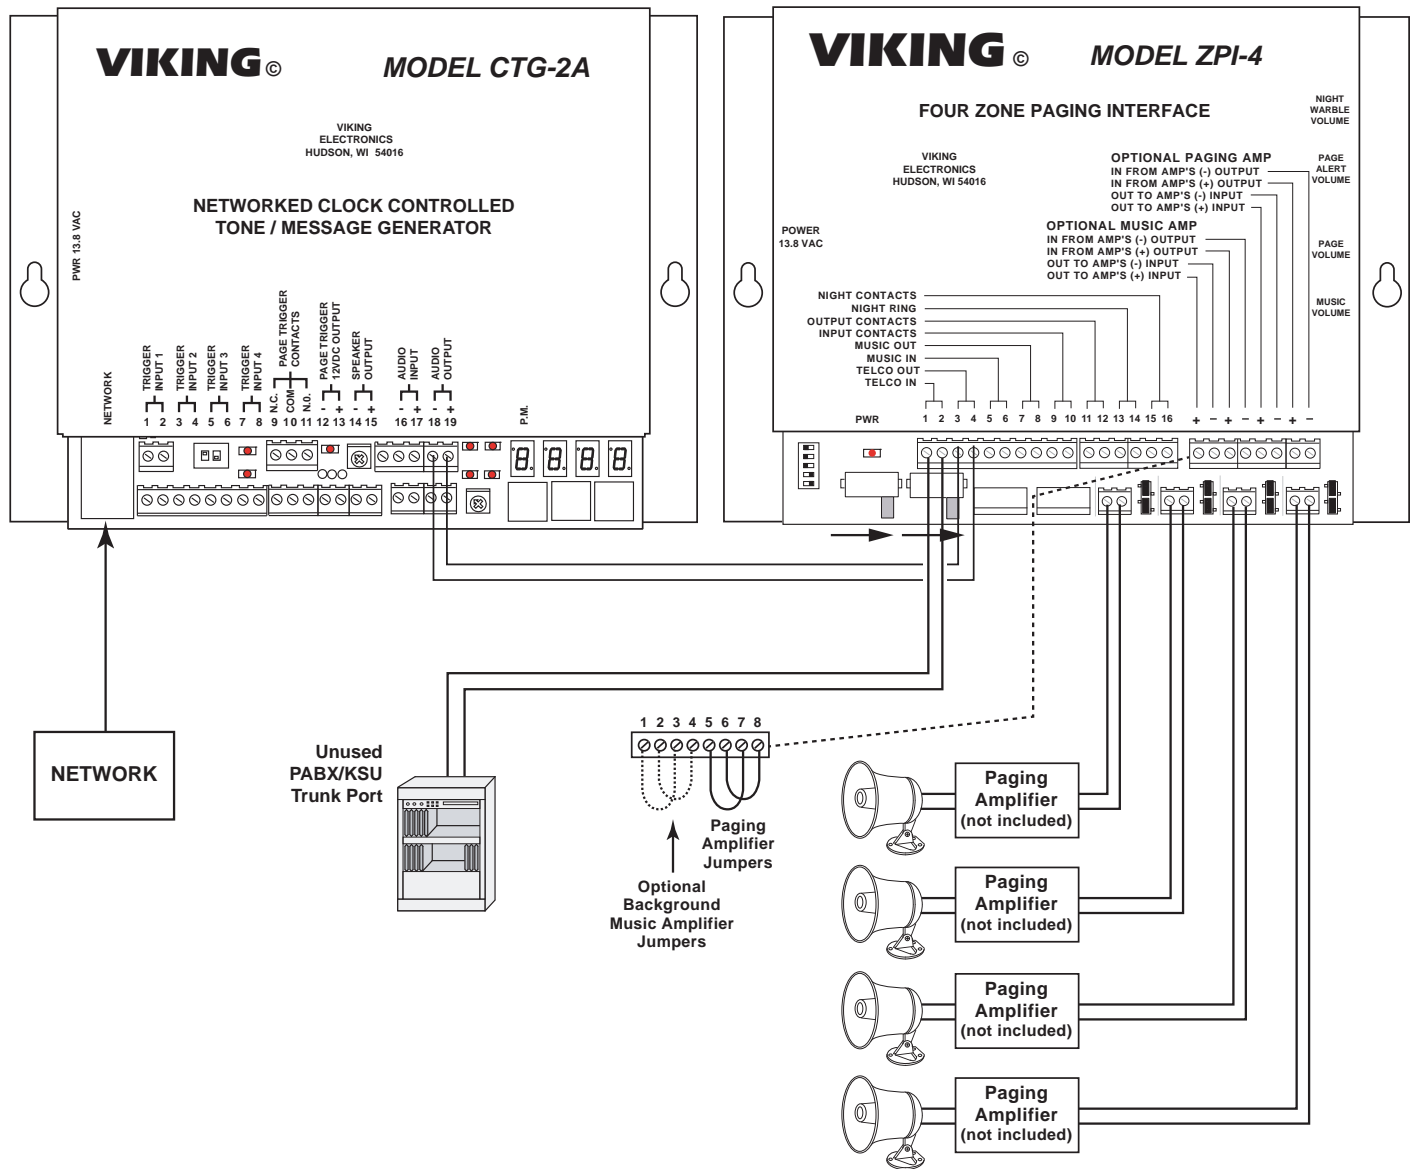 VIKING ©
MODEL CTG-2A
VIKING
ELECTRONICS
HUDSON, WI 54016
NETWORKED CLOCK CONTROLLED
TONE / MESSAGE GENERATOR
PWR 13.8 VAC
NETWORK
TRIGGER
INPUT 1
TRIGGER
INPUT 2
TRIGGER
INPUT 3
TRIGGER
INPUT 4
PAGE TRIGGER
CONTACTS
N.C.
COM
N.0.
PAGE TRIGGER
12VDC OUTPUT
SPEAKER
OUTPUT
AUDIO
INPUT
AUDIO
OUTPUT
P.M.
- + - + - + - +
1 2 3 4 5 6 7 8 9 10 11 12 13 14 15 16 17 18 19
8. 8. 8. 8.
VIKING ©
MODEL ZPI-4
FOUR ZONE PAGING INTERFACE
VIKING
ELECTRONICS
HUDSON, WI 54016
NIGHT
WARBLE
VOLUME
PAGE
ALERT
VOLUME
PAGE
VOLUME
MUSIC
VOLUME
POWER
13.8 VAC
OPTIONAL PAGING AMP
IN FROM AMP'S (-) OUTPUT
IN FROM AMP'S (+) OUTPUT
OUT TO AMP'S (-) INPUT
OUT TO AMP'S (+) INPUT
OPTIONAL MUSIC AMP
IN FROM AMP'S (-) OUTPUT
IN FROM AMP'S (+) OUTPUT
OUT TO AMP'S (-) INPUT
OUT TO AMP'S (+) INPUT
NIGHT CONTACTS
NIGHT RING
OUTPUT CONTACTS
INPUT CONTACTS
MUSIC OUT
MUSIC IN
TELCO OUT
TELCO IN
PWR
1 2 3 4 5 6 7 8 9 10 11 12 13 14 15 16 + − + − + − + −
NETWORK
Unused
PABX/KSU
Trunk Port
1 2 3 4 5 6 7 8
Paging
Amplifier
Jumpers
Optional
Background
Music Amplifier
Jumpers
Paging
Amplifier
(not included)
Paging
Amplifier
(not included)
Paging
Amplifier
(not included)
Paging
Amplifier
(not included)